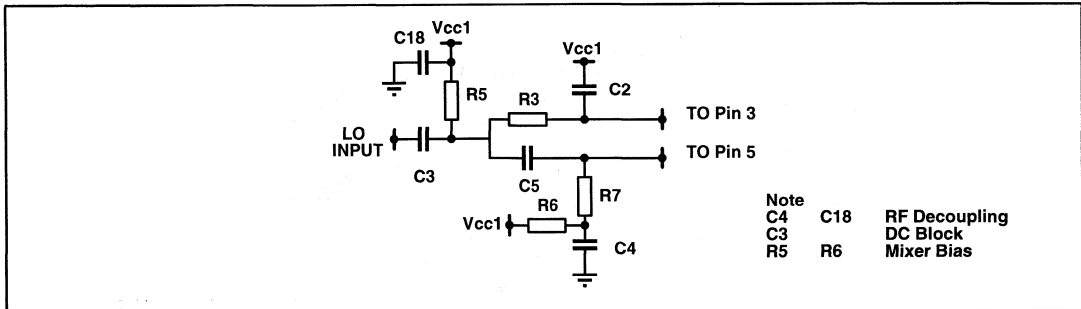 C18
Vcc1
Vcc1
R5
C2
R3
TO Pin 3
LO
INPUT
C3
C5
TO Pin 5
R7
R6
Vcc1
C4
Note
C4 C18 RF Decoupling
C3 DC Block
R5 R6 Mixer Bias